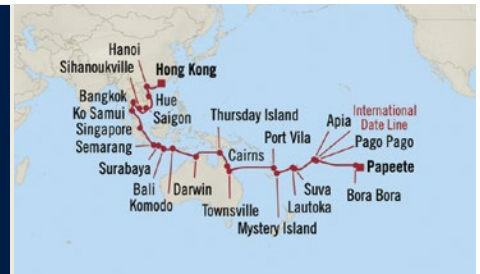 Hanoi
Sihanoukville
Hong Kong
Bangkok
Hue
Ko Samui
Saigon
Singapore
Semarang
Surabaya
Bali
Komodo
Darwin
Thursday Island
Cairns
Townsville
Port Vila
Mystery Island
Suva
Lautoka
Apia
International
Date Line
Pago Pago
Papeete
Bora Bora